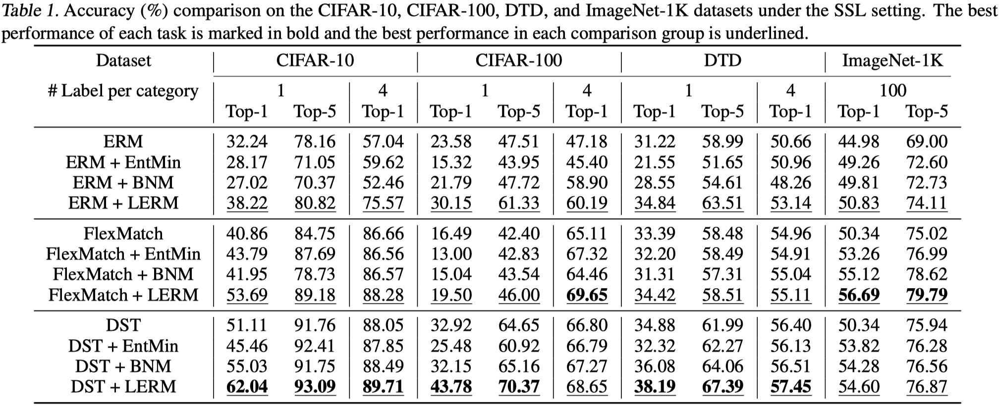 Table 1. Accuracy (%) comparison on the CIFAR-10, CIFAR-100, DTD, and ImageNet-1K datasets under the SSL setting. The best
performance of each task is marked in bold and the best performance in each comparison group is underlined.
Dataset CIFAR-10 CIFAR-100 DTD ImageNet-1K
# Label per category 1 4 1 4 1 4 100
Top-1 Top-5 Top-1 Top-1 Top-5 Top-1 Top-1 Top-5 Top-1 Top-1 Top-5
ERM 32.24 78.16 57.04 23.58 47.51 47.18 31.22 58.99 50.66 44.98 69.00
ERM + EntMin 28.17 71.05 59.62 15.32 43.95 45.40 21.55 51.65 50.96 49.26 72.60
ERM + BNM 27.02 70.37 52.46 21.79 47.72 58.90 28.55 54.61 48.26 49.81 72.73
ERM + LERM 38.22 80.82 75.57 30.15 61.33 60.19 34.84 63.51 53.14 50.83 74.11
FlexMatch 40.86 84.75 86.66 16.49 42.40 65.11 33.39 58.48 54.96 50.34 75.02
FlexMatch + EntMin 43.79 87.69 86.56 13.00 42.83 67.32 32.20 58.49 54.91 53.26 76.99
FlexMatch + BNM 41.95 78.73 86.57 15.04 43.54 64.46 31.31 57.31 55.04 55.12 78.62
FlexMatch + LERM 53.69 89.18 88.28 19.50 46.00 69.65 34.42 58.51 55.11 56.69 79.79
DST 51.11 91.76 88.05 32.92 64.65 66.80 34.88 61.99 56.40 50.34 75.94
DST + EntMin 45.46 92.41 87.85 25.48 60.92 66.79 32.32 62.27 56.13 53.82 76.28
DST + BNM 55.03 91.75 88.49 32.15 65.16 67.27 36.08 64.06 56.51 54.28 76.56
DST + LERM 62.04 93.09 89.71 43.78 70.37 68.65 38.19 67.39 57.45 54.60 76.87